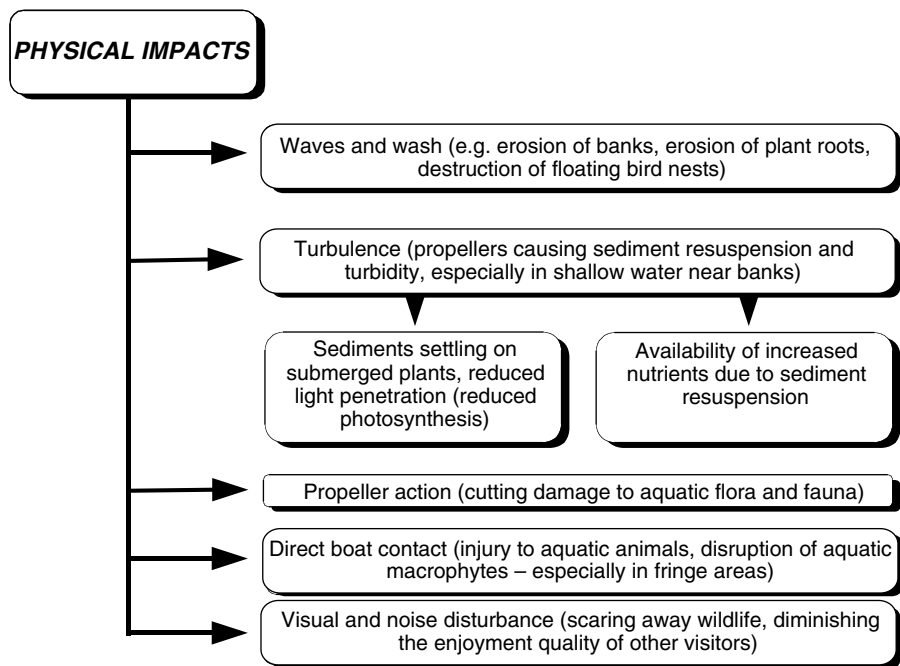 PHYSICAL IMPACTS
Waves and wash (e.g. erosion of banks, erosion of plant roots,
destruction of floating bird nests)
Turbulence (propellers causing sediment resuspension and
turbidity, especially in shallow water near banks)
Sediments settling on
submerged plants, reduced
light penetration (reduced
photosynthesis)
Availability of increased
nutrients due to sediment
resuspension
Propeller action (cutting damage to aquatic flora and fauna)
Direct boat contact (injury to aquatic animals, disruption of aquatic
macrophytes – especially in fringe areas)
Visual and noise disturbance (scaring away wildlife, diminishing
the enjoyment quality of other visitors)